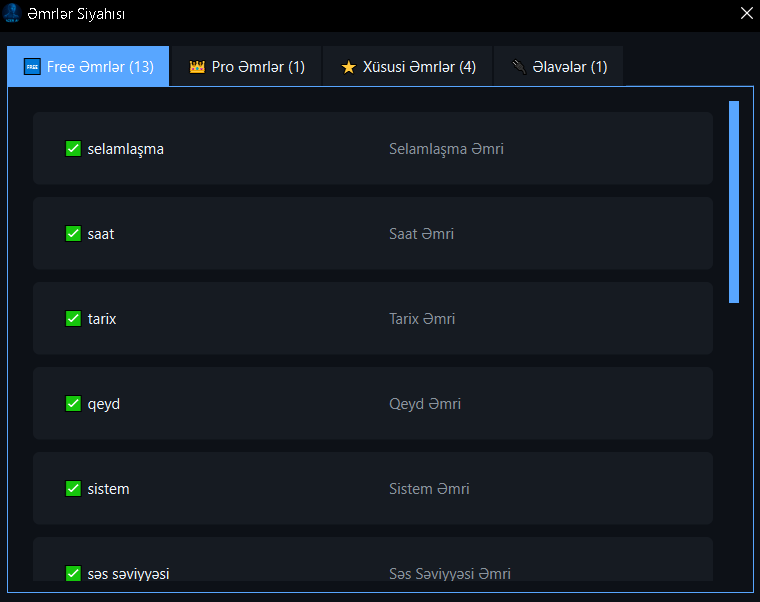 Əmrlər Siyahısı
FREE Free Əmrlər (13) Pro Əmrlər (1) Xüsusi Əmrlər (4) Əlavələr (1)
selamlaşma Selamlaşma Əmri
saat Saat Əmri
tarix Tarix Əmri
qeyd Qeyd Əmri
sistem Sistem Əmri
səs səviyyəsi Səs Səviyyəsi Əmri